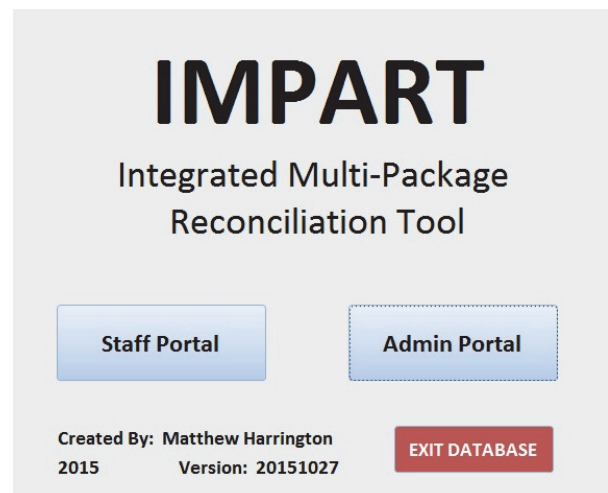 IMPART
Integrated Multi-Package
Reconciliation Tool
Staff Portal
Admin Portal
Created By: Matthew Harrington
2015 Version: 20151027
EXIT DATABASE